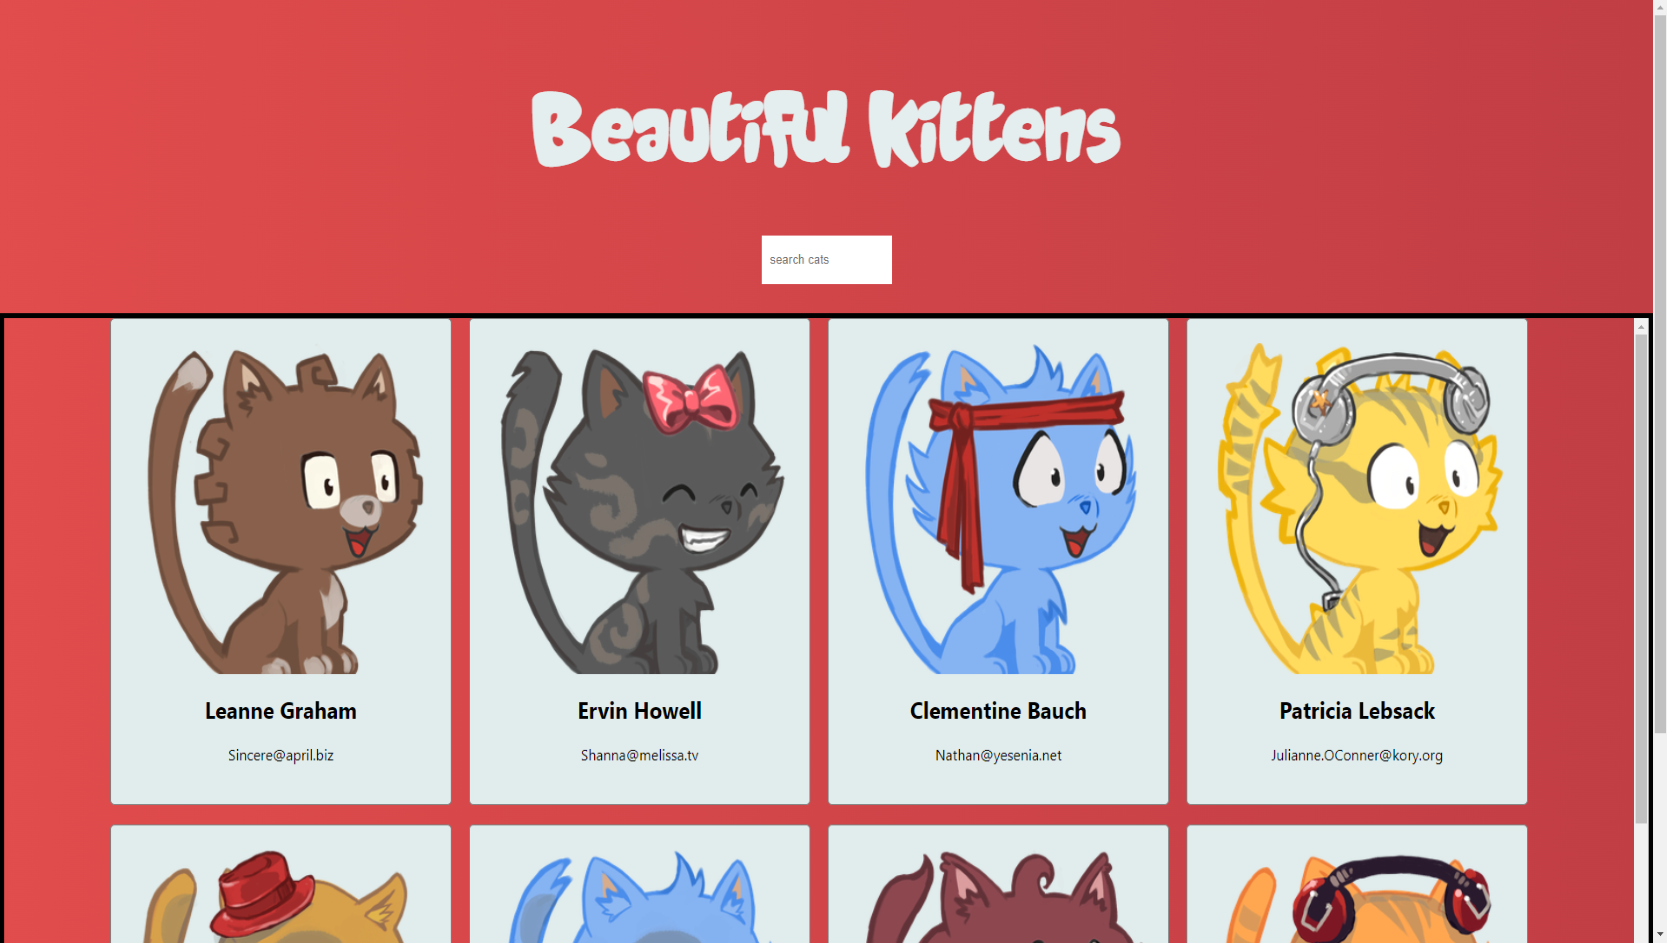 Beautiful Kittens
search cats
Leanne Graham
Sincere@april.biz
Ervin Howell
Shanna@melissa.tv
Clementine Bauch
Nathan@yesenia.net
Patricia Lebsack
Julianne.OConner@kory.org